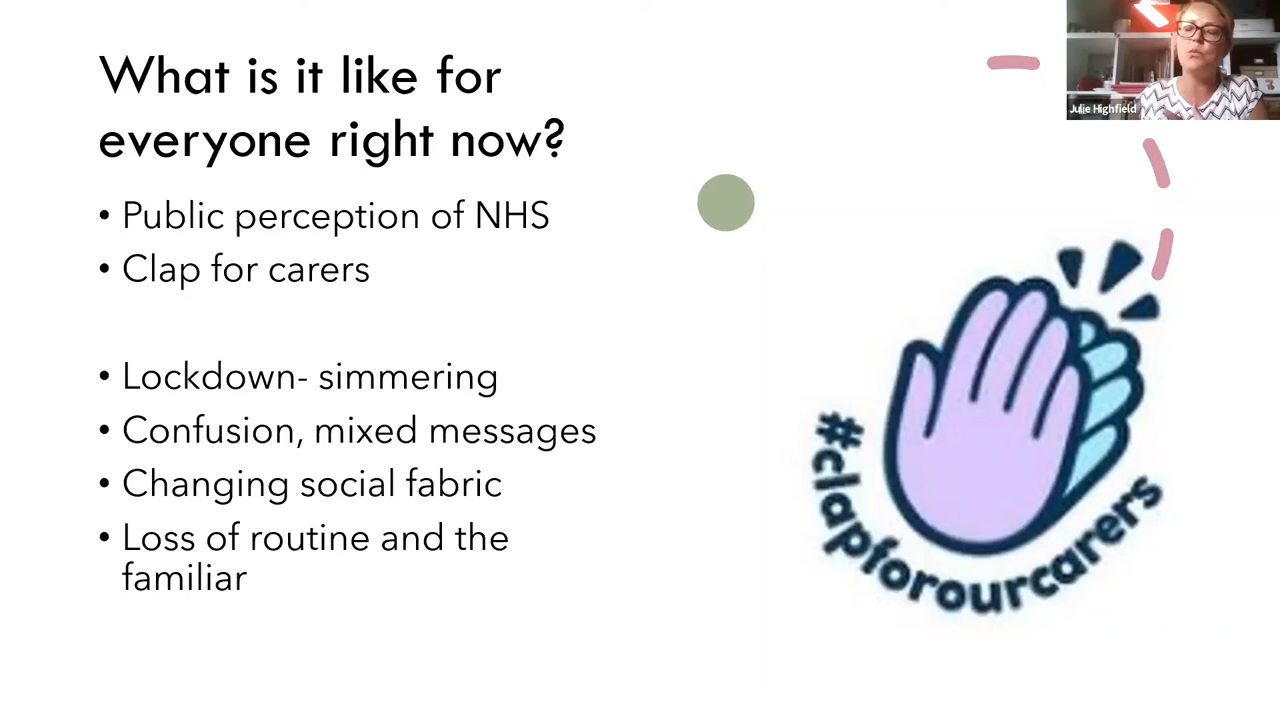 What is it like for
everyone right now?
• Public perception of NHS
• Clap for carers
• Lockdown- simmering
• Confusion, mixed messages
• Changing social fabric
• Loss of routine and the
familiar
#clapforourcarers
Julie Highfield